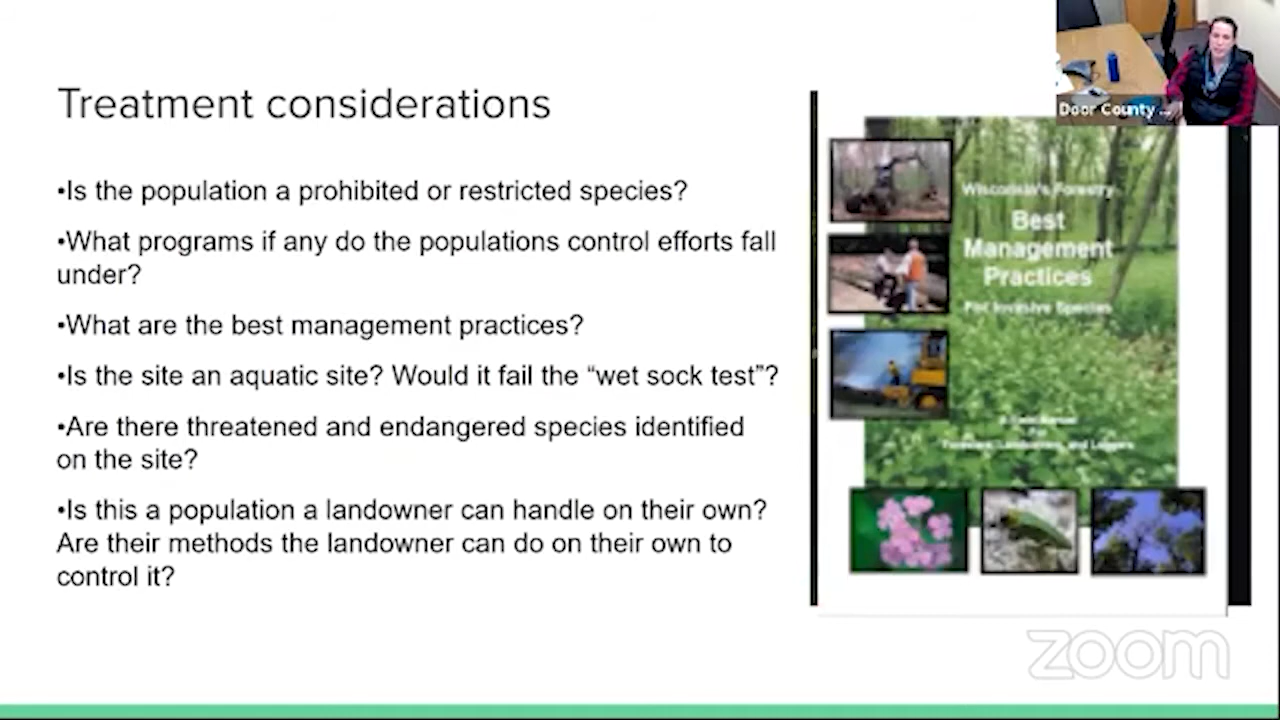 Door County ...
Treatment considerations
•Is the population a prohibited or restricted species?
•What programs if any do the populations control efforts fall
under?
•What are the best management practices?
•Is the site an aquatic site? Would it fail the “wet sock test”?
•Are there threatened and endangered species identified
on the site?
•Is this a population a landowner can handle on their own?
Are their methods the landowner can do on their own to
control it?
Wisconsin's Forestry
Best
Management
Practices
For Invasive Species
Landowners, and Loggers
zoom